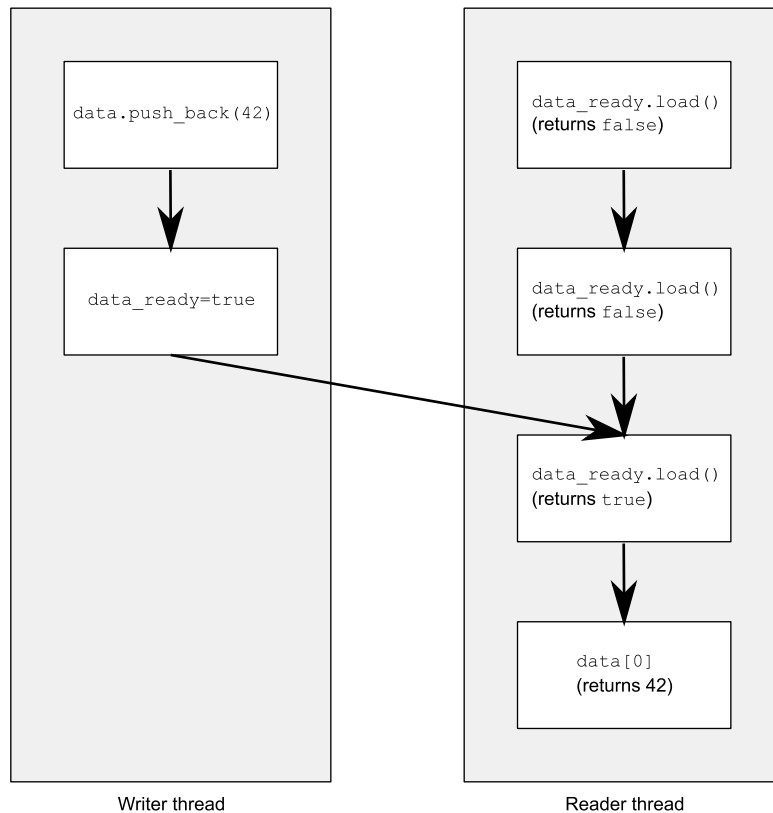 data.push_back(42)
data_ready=true
Writer thread
data_ready.load()
(returns false)
data_ready.load()
(returns false)
data_ready.load()
(returns true)
data[0]
(returns 42)
Reader thread